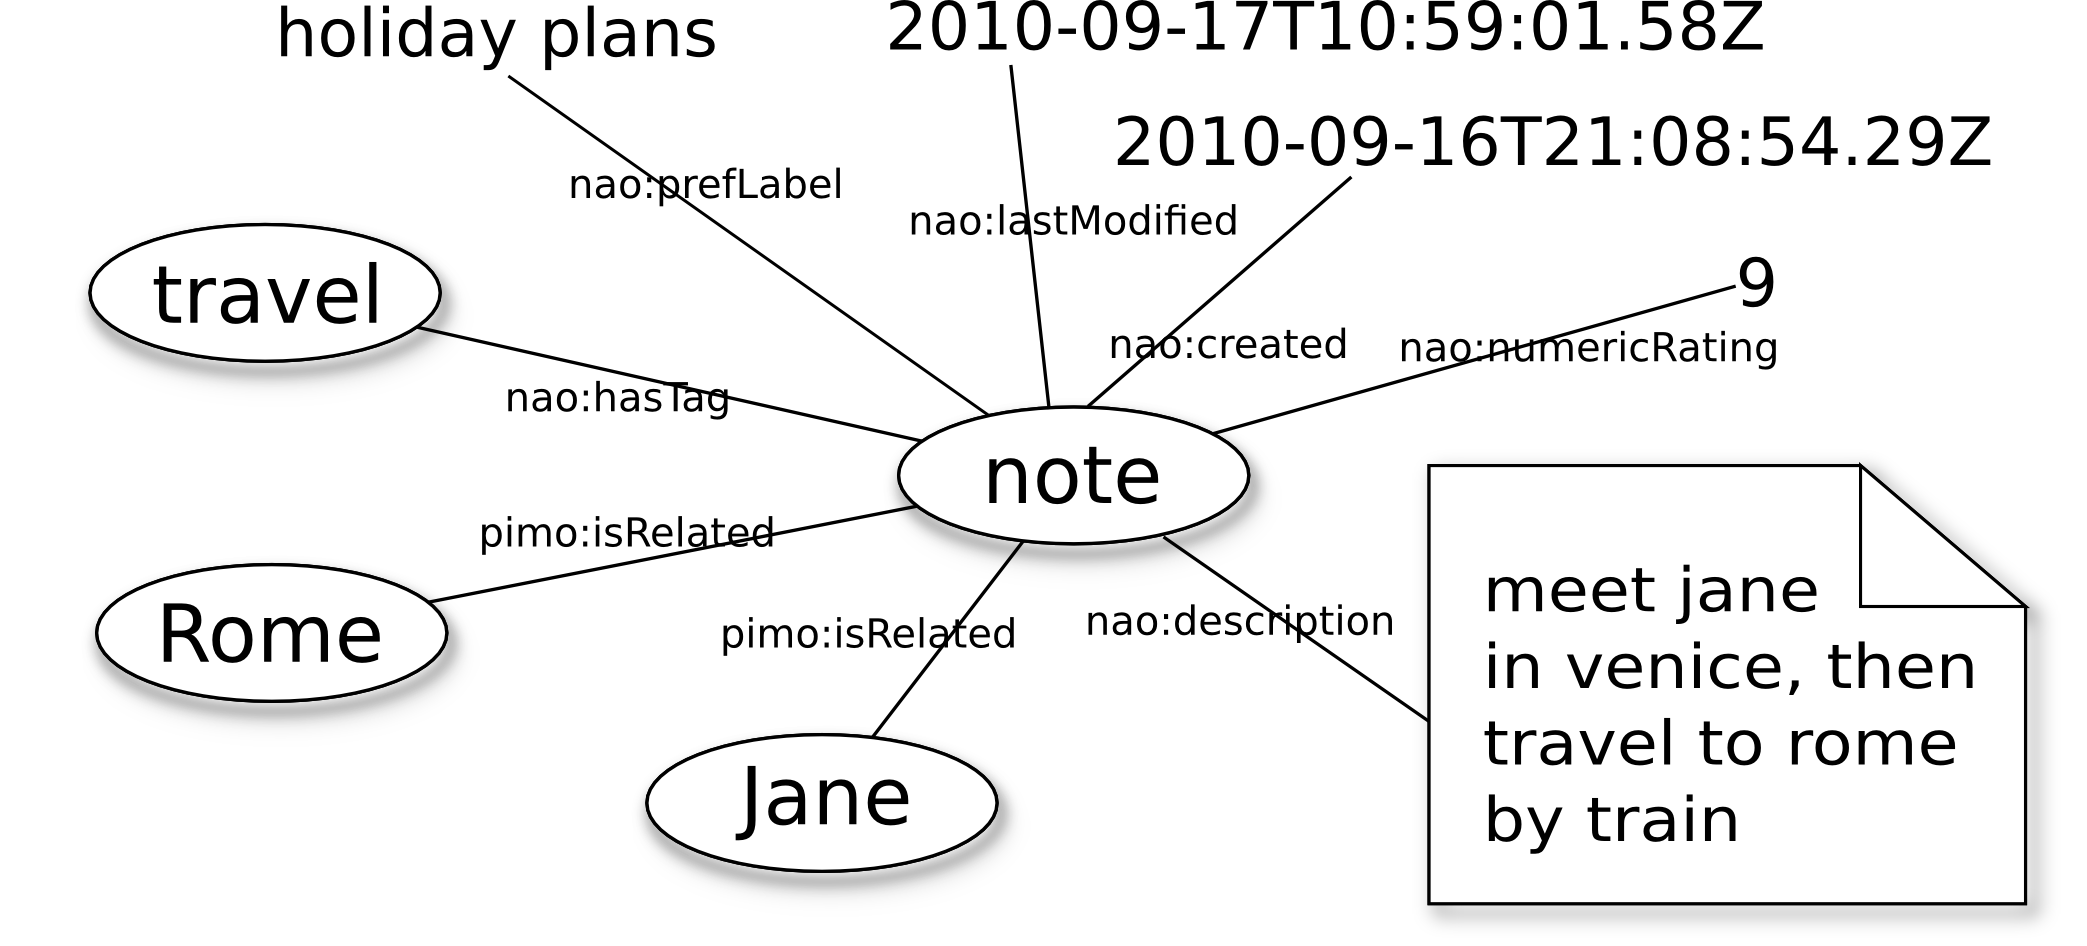 holiday plans
2010-09-17T10:59:01.58Z
2010-09-16T21:08:54.29Z
nao:prefLabel
nao:lastModified
travel
9
nao:created
nao:numericRating
nao:hasTag
note
pimo:isRelated
Rome
pimo:isRelated
nao:description
Jane
meet jane
in venice, then
travel to rome
by train